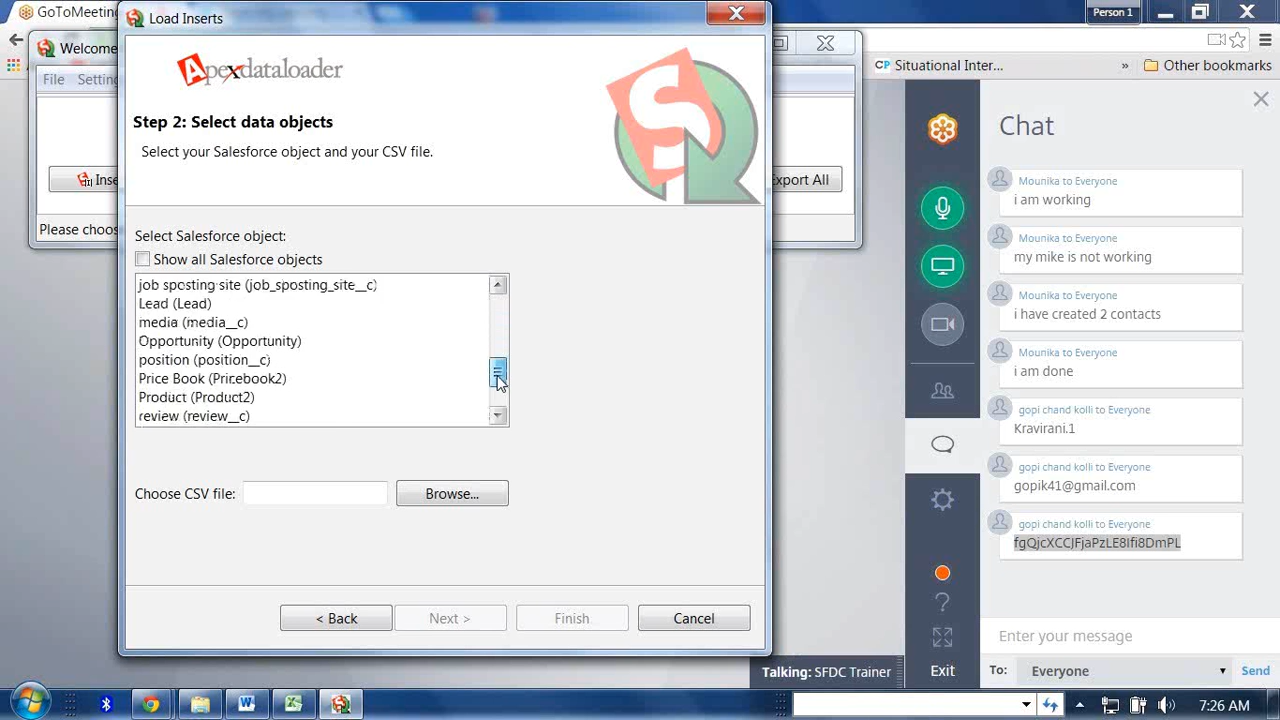 GoToMeeting
Load Inserts
Person 1
Welcome
Situational Inter...
»
Other bookmarks
File
Setting
Apexdataloader
Step 2: Select data objects
Select your Salesforce object and your CSV file.
Inse
Export All
Please choos
Select Salesforce object:
Show all Salesforce objects
job sposting site (job_sposting_site__c)
Lead (Lead)
media (media__c)
Opportunity (Opportunity)
position (position__c)
Price Book (Pricebook2)
Product (Product2)
review (review__c)
Choose CSV file:
Browse...
< Back
Next >
Finish
Cancel
Chat
Mounika to Everyone
i am working
Mounika to Everyone
my mike is not working
Mounika to Everyone
i have created 2 contacts
Mounika to Everyone
i am done
gopi chand kolli to Everyone
Kravirani.1
gopi chand kolli to Everyone
gopik41@gmail.com
gopi chand kolli to Everyone
Enter your message
To: Everyone
Send
Exit
Talking: SFDC Trainer
7:26 AM